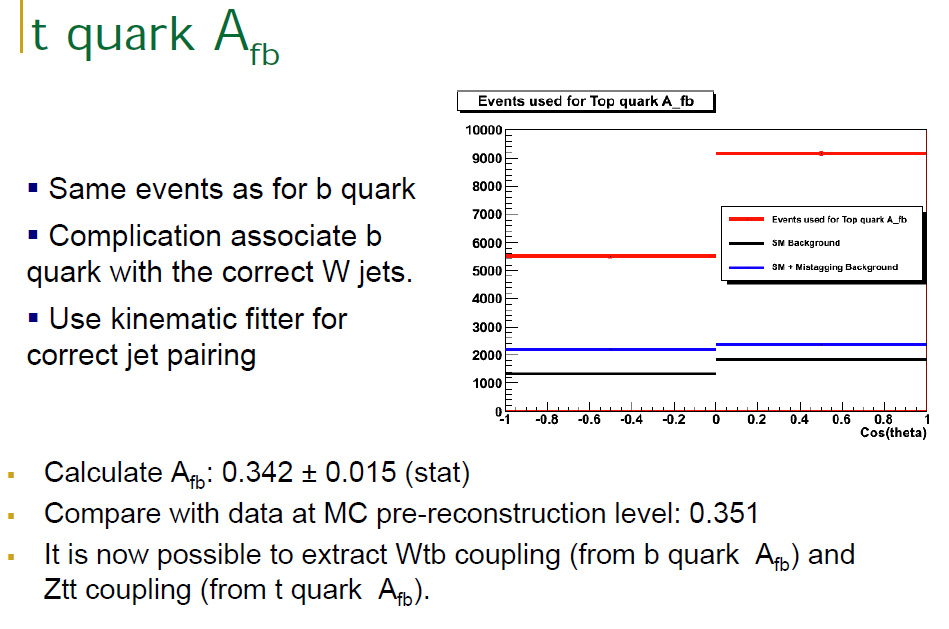 t quark Afb
Events used for Top quark A_fb
▪ Same events as for b quark
▪ Complication associate b
quark with the correct W jets.
▪ Use kinematic fitter for
correct jet pairing
10000
9000
8000
7000
6000
5000
4000
3000
2000
1000
0
-1 -0.8 -0.6 -0.4 -0.2 0 0.2 0.4 0.6 0.8 1
Cos(theta)
Events used for Top quark A_fb
SM Background
SM + Mistagging Background
▪ Calculate Afb: 0.342 ± 0.015 (stat)
▪ Compare with data at MC pre-reconstruction level: 0.351
▪ It is now possible to extract Wtb coupling (from b quark Afb) and
Ztt coupling (from t quark Afb).